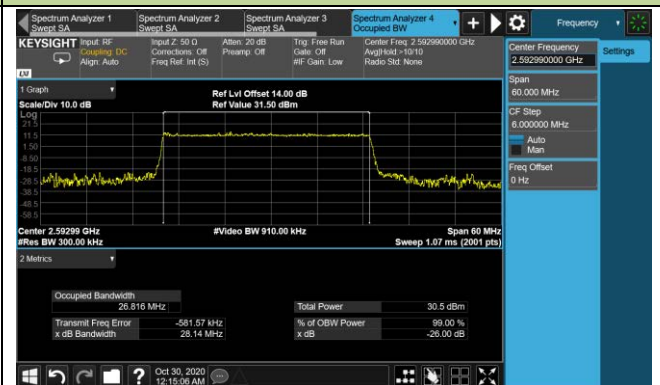 Spectrum Analyzer 1
Swept SA
Spectrum Analyzer 2
Swept SA
Spectrum Analyzer 3
Swept SA
Spectrum Analyzer 4
Occupied BW
Frequency
KEYSIGHT
Input: RF
Coupling: DC
Align: Auto
Input Z: 50 Ω
Corrections: Off
Freq Ref: Int (S)
Atten: 20 dB
Preamp: Off
Trig: Free Run
Gate: Off
#IF Gain: Low
Center Freq: 2.592990000 GHz
Avg|Hold:>10/10
Radio Std: None
LXI
1 Graph
Scale/Div 10.0 dB
Ref Lvl Offset 14.00 dB
Ref Value 31.50 dBm
Log
21.5
11.5
1.50
-8.50
-18.5
-28.5
-38.5
-48.5
-58.5
Center 2.59299 GHz
#Video BW 910.00 kHz
Span 60 MHz
#Res BW 300.00 kHz
Sweep 1.07 ms (2001 pts)
2 Metrics
Occupied Bandwidth
26.816 MHz
Total Power
30.5 dBm
Transmit Freq Error
-581.57 kHz
% of OBW Power
99.00 %
x dB Bandwidth
28.14 MHz
x dB
-26.00 dB
Center Frequency
2.592990000 GHz
Settings
Span
60.000 MHz
CF Step
6.000000 MHz
Auto
Man
Freq Offset
0 Hz
?
Oct 30, 2020
12:15:06 AM